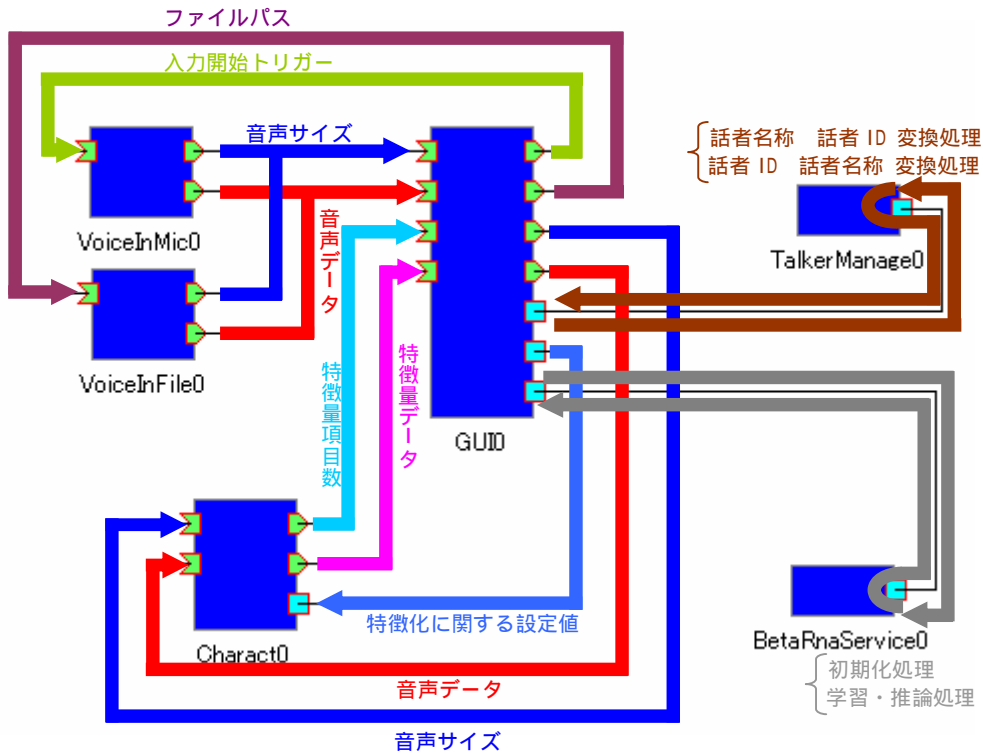 ファイルパス
入力開始トリガー
音声サイズ
話者名称 話者 ID 変換処理
話者 ID 話者名称 変換処理
VoiceInMic0
音声データ
TalkerManage0
VoiceInFile0
特徴量項目数
特徴量データ
GUI0
特徴化に関する設定値
Charact0
BetaRnaService0
初期化処理
学習・推論処理
音声データ
音声サイズ